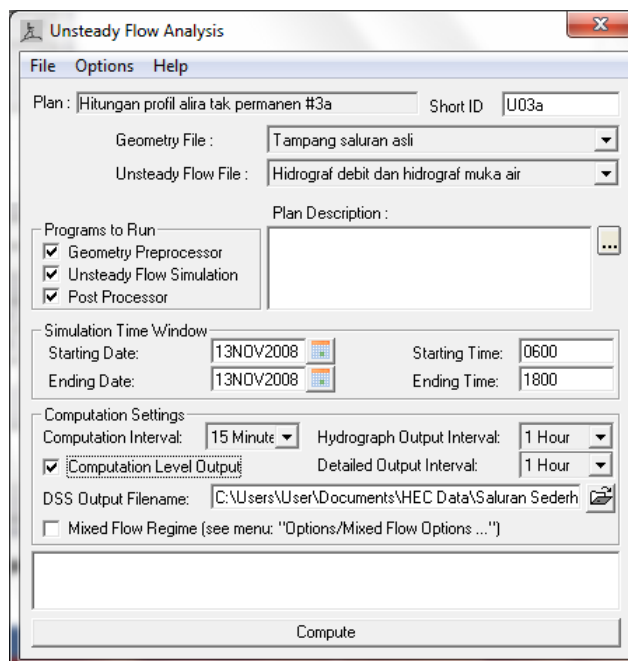 Unsteady Flow Analysis
File Options Help
Plan : Hitungan profil alira tak permanen #3a Short ID U03a
Geometry File : Tampang saluran asli
Unsteady Flow File : Hidrograf debit dan hidrograf muka air
Plan Description :
Programs to Run
Geometry Preprocessor
Unsteady Flow Simulation
Post Processor
...
Simulation Time Window
Starting Date: 13NOV2008 Starting Time: 0600
Ending Date: 13NOV2008 Ending Time: 1800
Computation Settings
Computation Interval: 15 Minute Hydrograph Output Interval: 1 Hour
Computation Level Output Detailed Output Interval: 1 Hour
DSS Output Filename: C:\Users\User\Documents\HEC Data\Saluran Sederh
Mixed Flow Regime (see menu: "Options/Mixed Flow Options ...")
Compute